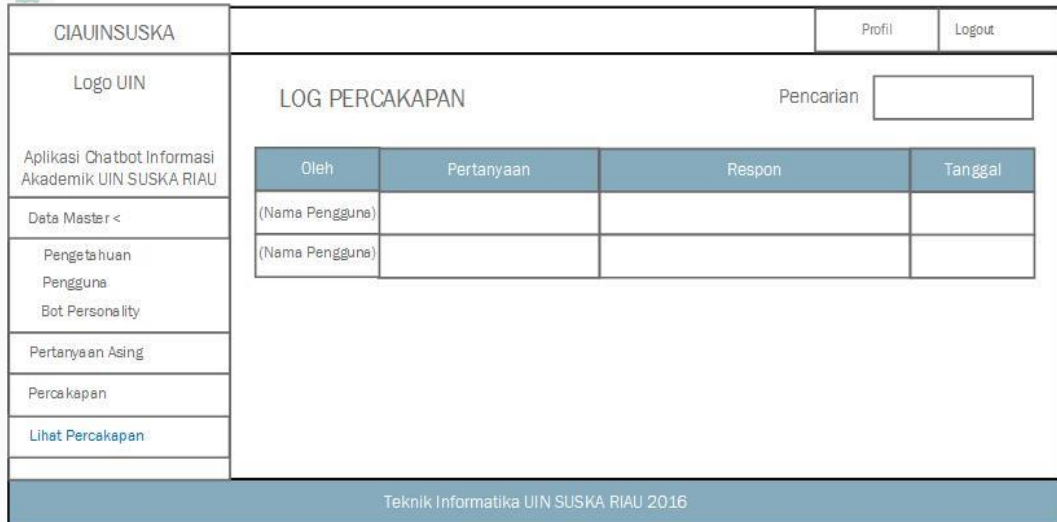 CIAUINSUSKA
Profil
Logout
Logo UIN
Aplikasi Chatbot Informasi
Akademik UIN SUSKA RIAU
Data Master <
Pengetahuan
Pengguna
Bot Personality
Pertanyaan Asing
Percakapan
Lihat Percakapan
LOG PERCAKAPAN
Pencarian
Oleh Pertanyaan Respon Tanggal
(Nama Pengguna)
(Nama Pengguna)
Teknik Informatika UIN SUSKA RIAU 2016